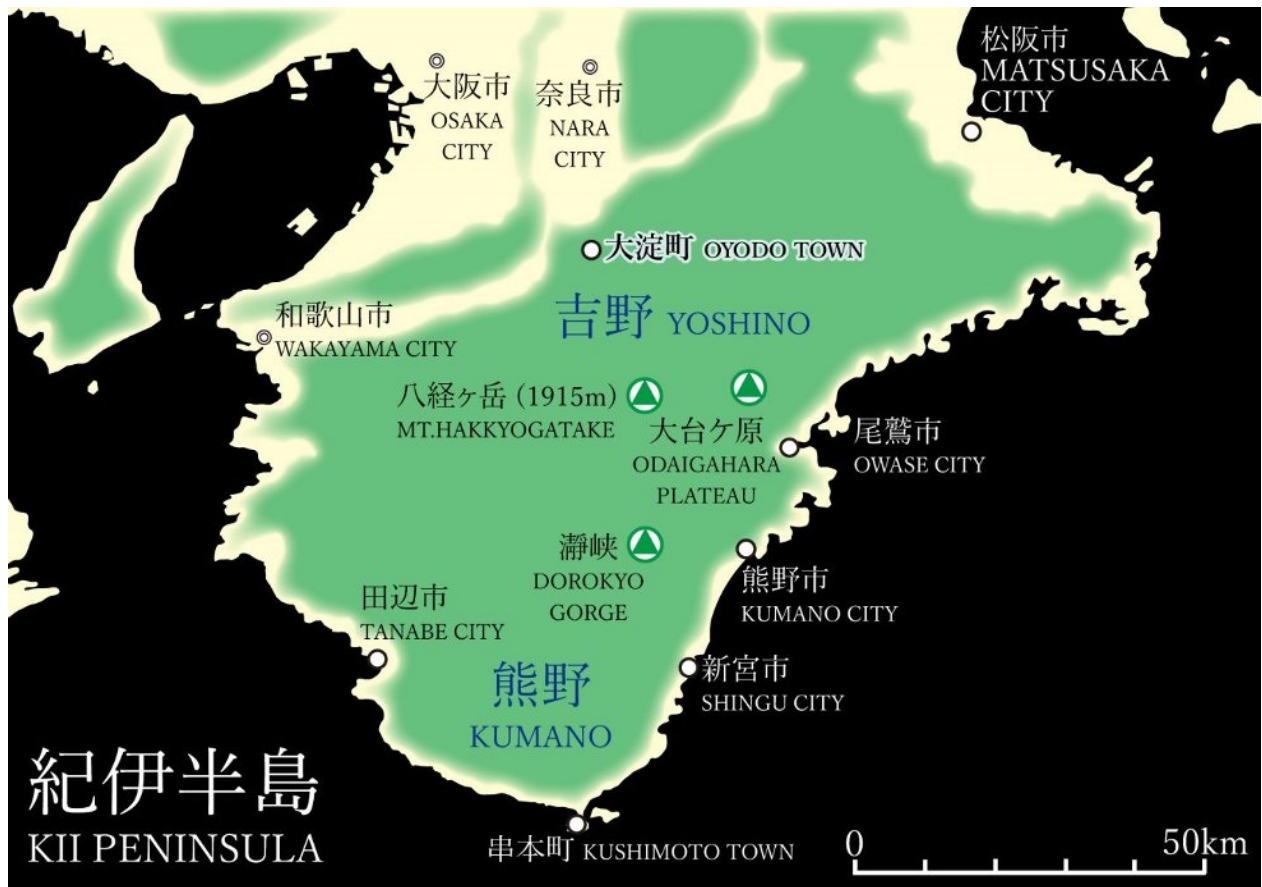 松阪市
MATSUSAKA
CITY
大阪市
OSAKA
CITY
奈良市
NARA
CITY
大淀町 OYODO TOWN
吉野 YOSHINO
和歌山市
WAKAYAMA CITY
八経ヶ岳 (1915m)
MT.HAKKYOGATAKE
大台ケ原
ODAIGAHARA
PLATEAU
尾鷲市
OWASE CITY
瀞峡
DOROKYO
GORGE
熊野市
KUMANO CITY
田辺市
TANABE CITY
熊野
KUMANO
新宮市
SHINGU CITY
紀伊半島
KII PENINSULA
串本町 KUSHIMOTO TOWN
0 50km